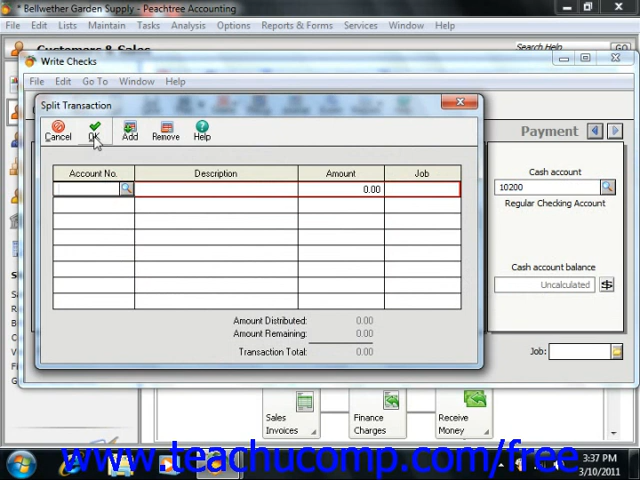 * Bellwether Garden Supply - Peachtree Accounting
File Edit Lists Maintain Tasks Analysis Options Reports & Forms Services Window Help
Customers & Sales
Search Help
Write Checks
File Edit Go To Window Help
Split Transaction
Cancel OK Add Remove Help
Payment
Account No. Description Amount Job
0.00
Cash account
10200
Regular Checking Account
Cash account balance
Uncalculated
Amount Distributed: 0.00
Amount Remaining: 0.00
Transaction Total: 0.00
Job:
Sales Invoices
Finance Charges
Receive Money
www.teachucomp.com/free
3:37 PM
3/10/2011